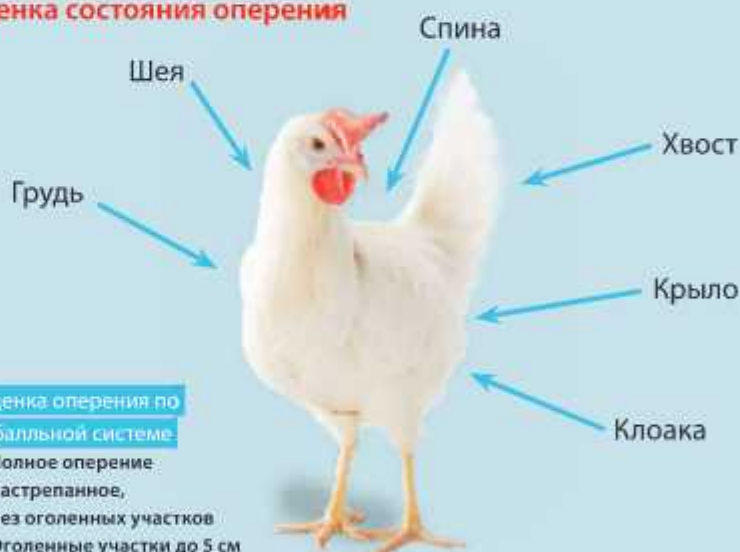 енка состояния оперения
Спина
Шея
Хвост
Грудь
Крыло
Клоака
енка оперения по
балльной системе
олное оперение
астрепанное,
ез оголенных участков
Оголенные участки до 5 см